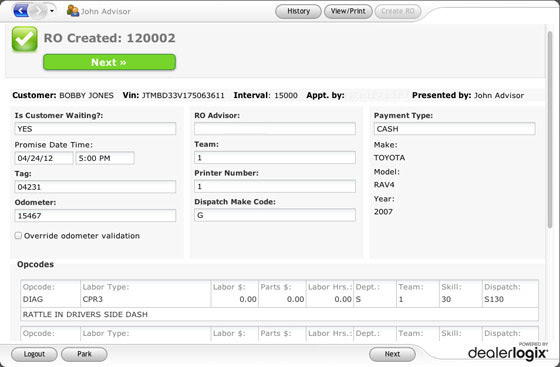 John Advisor
History
View/Print
Create RO
RO Created: 120002
Next »
Customer: BOBBY JONES Vin: JTMBD33V175063611 Interval: 15000 Appt. by: Presented by: John Advisor
Is Customer Waiting?:
YES
Promise Date Time:
04/24/12 5:00 PM
Tag:
04231
Odometer:
15467
Override odometer validation
RO Advisor:
Team:
1
Printer Number:
1
Dispatch Make Code:
G
Payment Type:
CASH
Make:
TOYOTA
Model:
RAV4
Year:
2007
Opcodes
Opcode: Labor Type: Labor $: Parts $: Labor Hrs.: Dept.: Team: Skill: Dispatch:
DIAG CPR3 0.00 0.00 0.00 S 1 30 S130
RATTLE IN DRIVERS SIDE DASH
Opcode: Labor Type: Labor $: Parts $: Labor Hrs.: Dept.: Team: Skill: Dispatch:
Logout
Park
Next
POWERED BY
dealerlogix